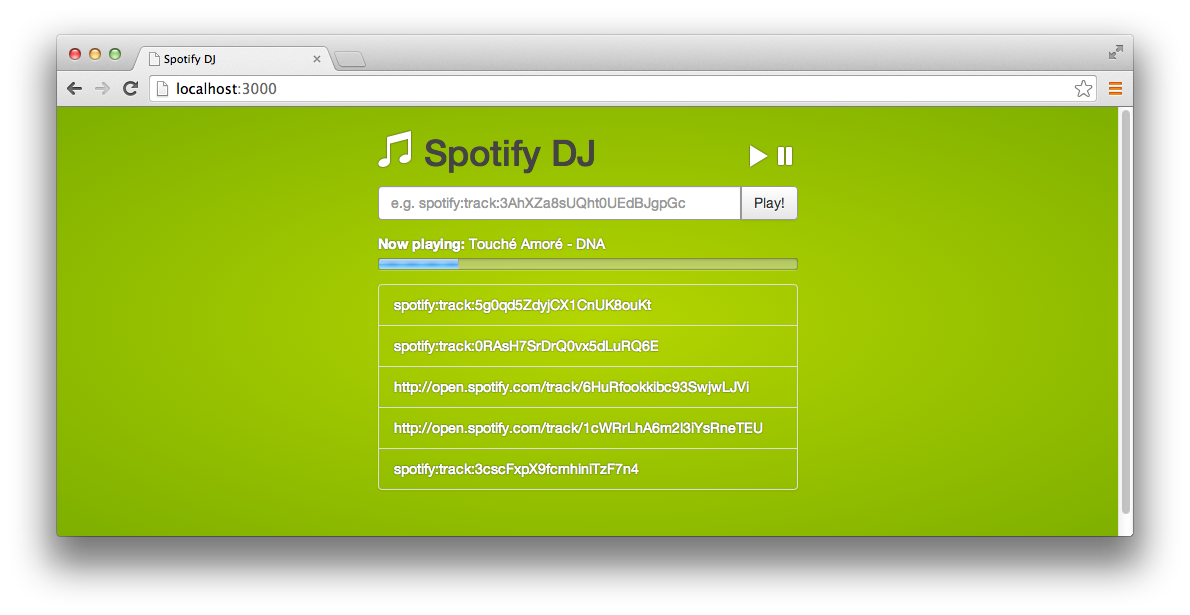 Spotify DJ
localhost:3000
Spotify DJ
e.g. spotify:track:3AhXZa8sUQht0UEdBJgpGc
Play!
Now playing: Touché Amoré - DNA
spotify:track:5g0qd5ZdyjCX1CnUK8ouKt
spotify:track:0RAsH7SrDrQ0vx5dLuRQ6E
http://open.spotify.com/track/6HuRfookkibc93SwjwLJVi
http://open.spotify.com/track/1cWRrLhA6m2l3iYsRneTEU
spotify:track:3cscFxpX9fcmhiniTzF7n4